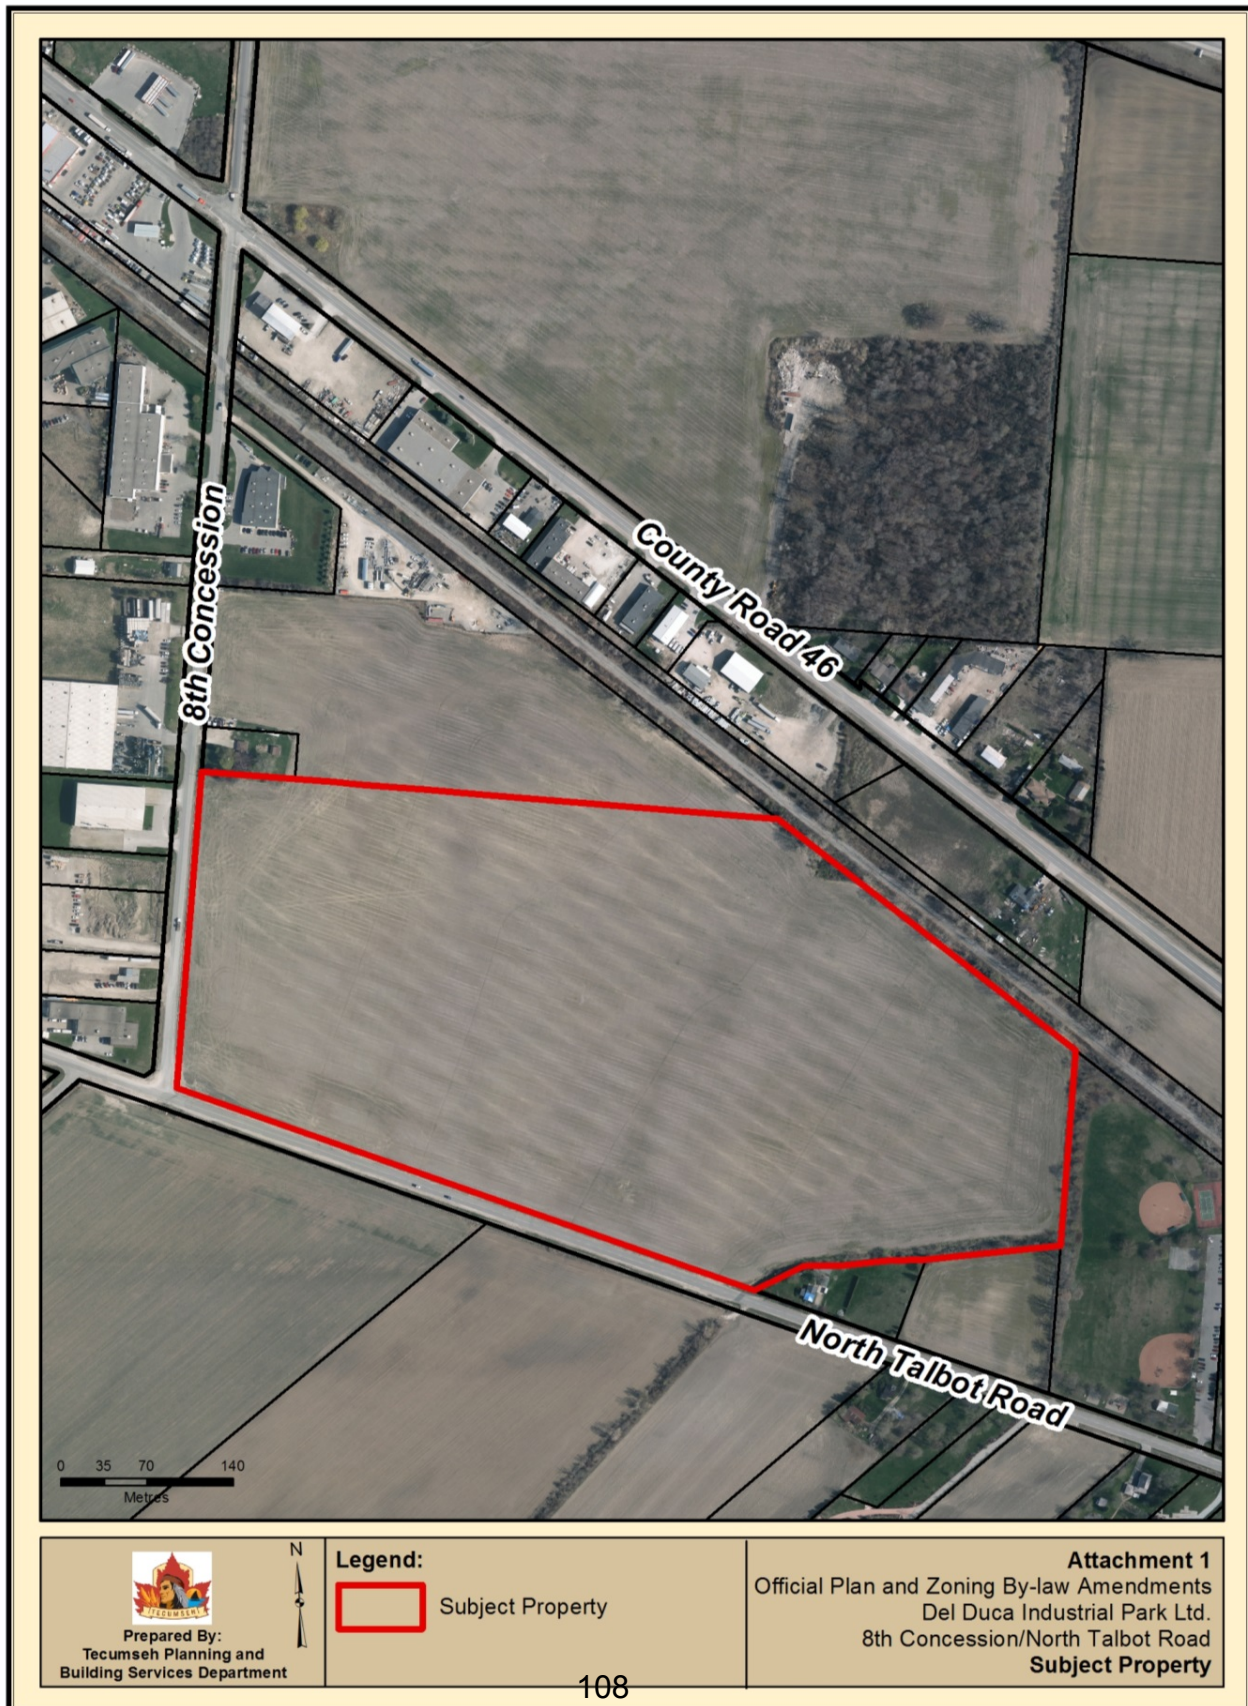 8th Concession
County Road 46
North Talbot Road
0 35 70 140
Metres
TECUMSEH
Prepared By:
Tecumseh Planning and
Building Services Department
N
Legend:
Subject Property
Attachment 1
Official Plan and Zoning By-law Amendments
Del Duca Industrial Park Ltd.
8th Concession/North Talbot Road
Subject Property
108